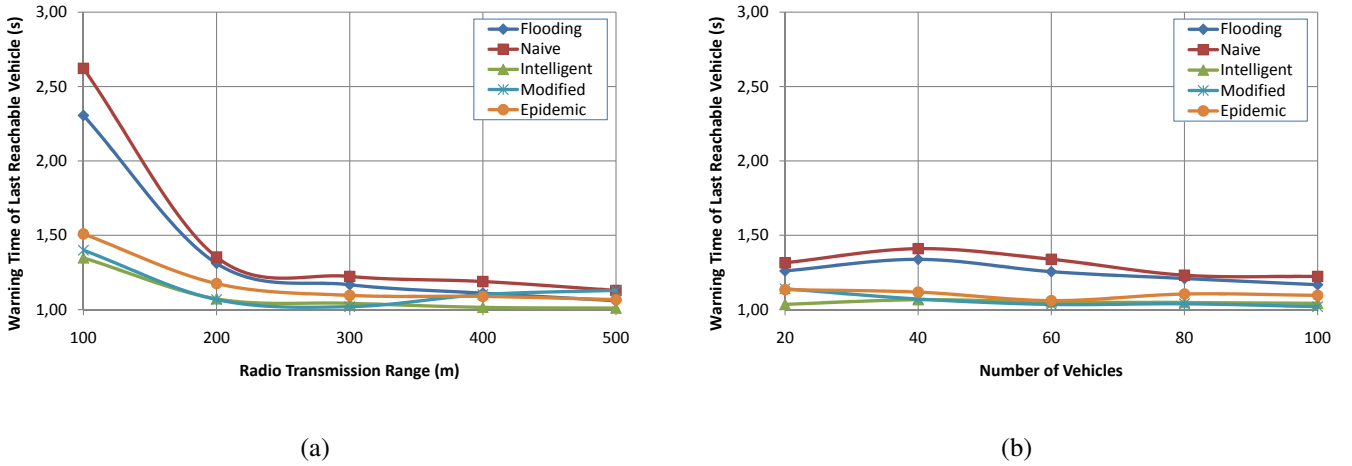 Warning Time of Last Reachable Vehicle (s)
3,00
2,50
2,00
1,50
1,00
100
200
300
400
500
Radio Transmission Range (m)
Flooding
Naive
Intelligent
Modified
Epidemic
(a)
Warning Time of Last Reachable Vehicle (s)
3,00
2,50
2,00
1,50
1,00
20
40
60
80
100
Number of Vehicles
Flooding
Naive
Intelligent
Modified
Epidemic
(b)